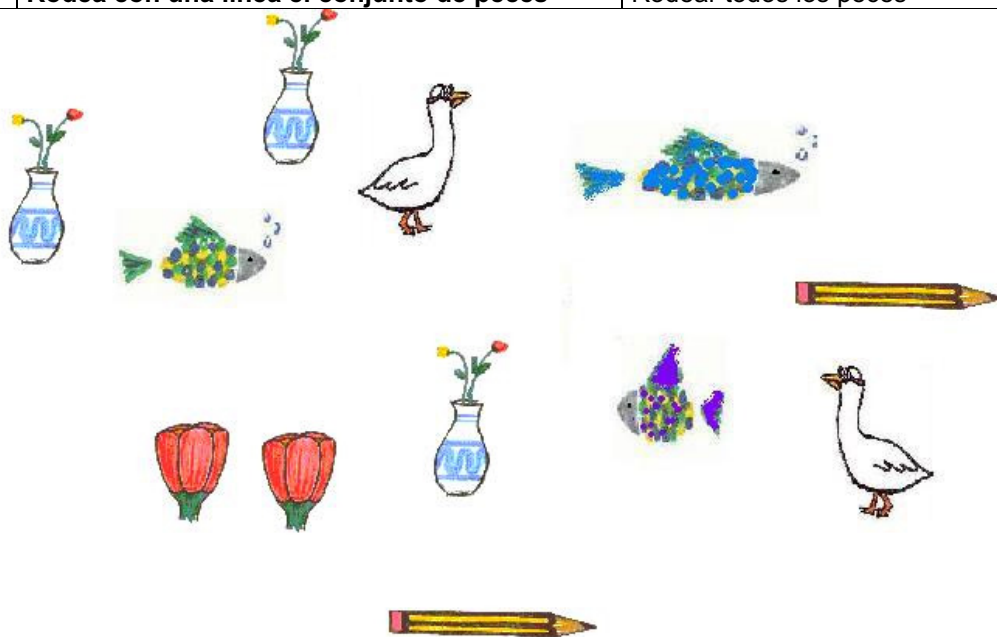 Rodea con una línea el conjunto de peces
Rodear todos los peces